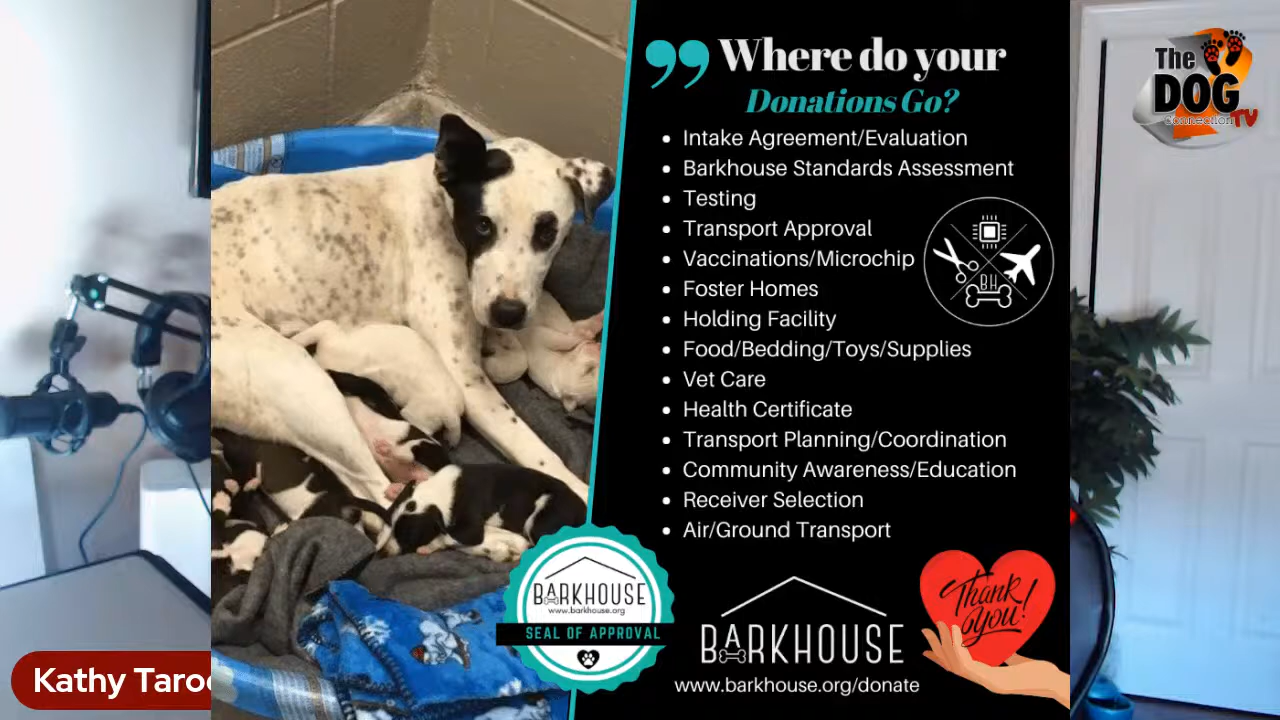 Where do your
Donations Go?
Intake Agreement/Evaluation
Barkhouse Standards Assessment
Testing
Transport Approval
Vaccinations/Microchip
Foster Homes
Holding Facility
Food/Bedding/Toys/Supplies
Vet Care
Health Certificate
Transport Planning/Coordination
Community Awareness/Education
Receiver Selection
Air/Ground Transport
BH
The
DOG
Connection TV
BARKHOUSE
www.barkhouse.org
SEAL OF APPROVAL
BARKHOUSE
www.barkhouse.org/donate
Thank
you!
Kathy